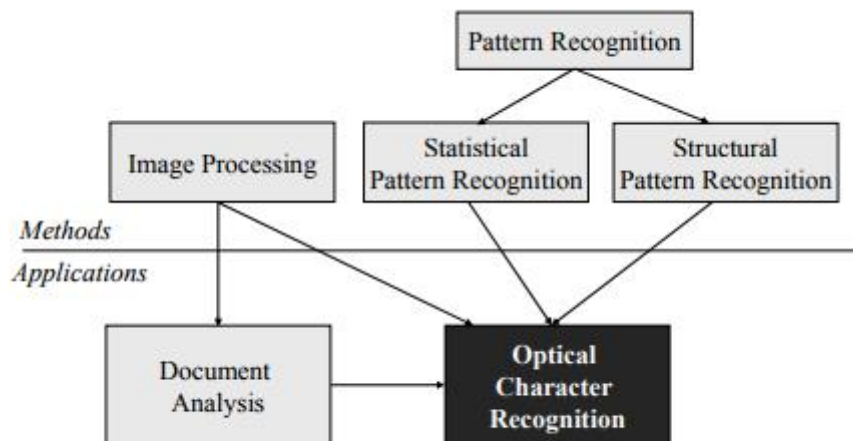 Pattern Recognition
Image Processing
Statistical
Pattern Recognition
Structural
Pattern Recognition
Methods
Applications
Document
Analysis
Optical
Character
Recognition